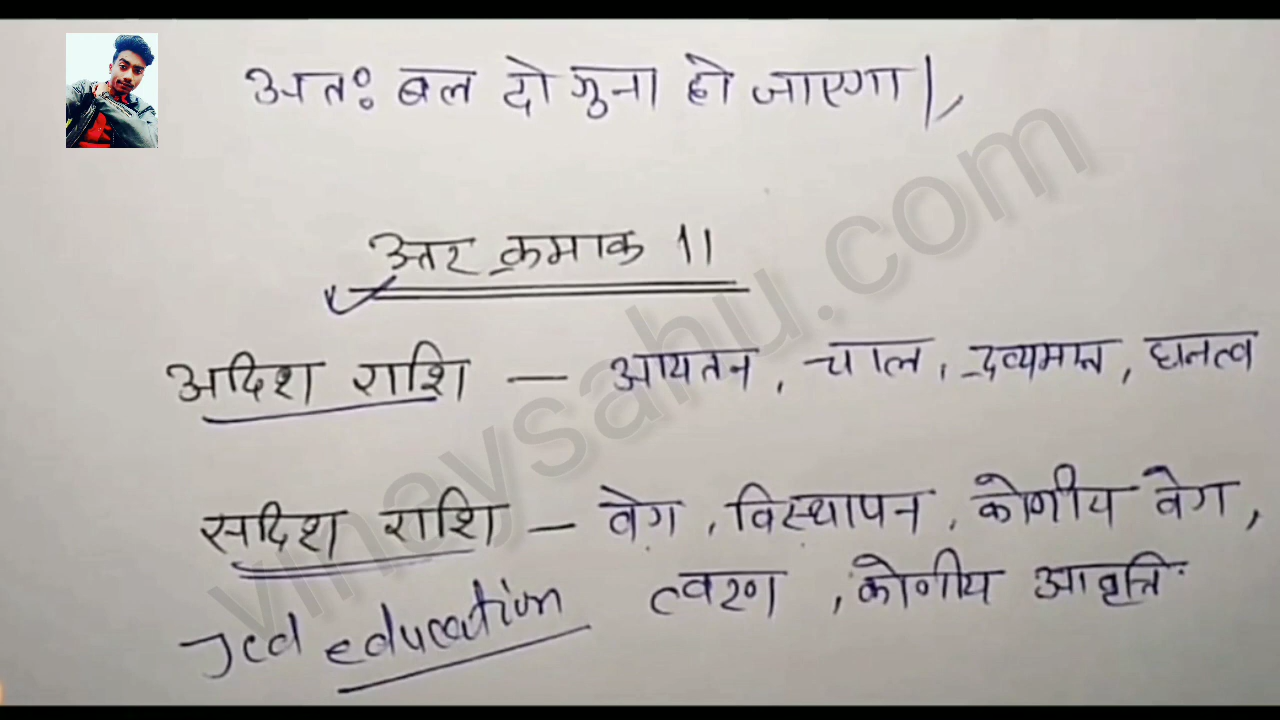 अतः बल दो गुना हो जाएगा|
उत्तर क्रमाक 11
अदिश राशि – आयतन, चाल, द्रव्यमान, घनत्व
सदिश राशि – वेग, विस्थापन, कोणीय वेग,
त्वरण, कोणीय आवृत्ति
Jcd education
vinaysahu.com